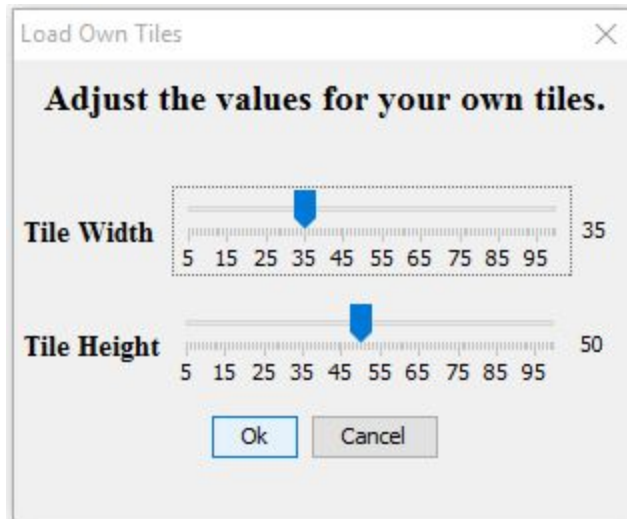 Load Own Tiles
Adjust the values for your own tiles.
Tile Width
35
5 15 25 35 45 55 65 75 85 95
Tile Height
50
5 15 25 35 45 55 65 75 85 95
Ok Cancel